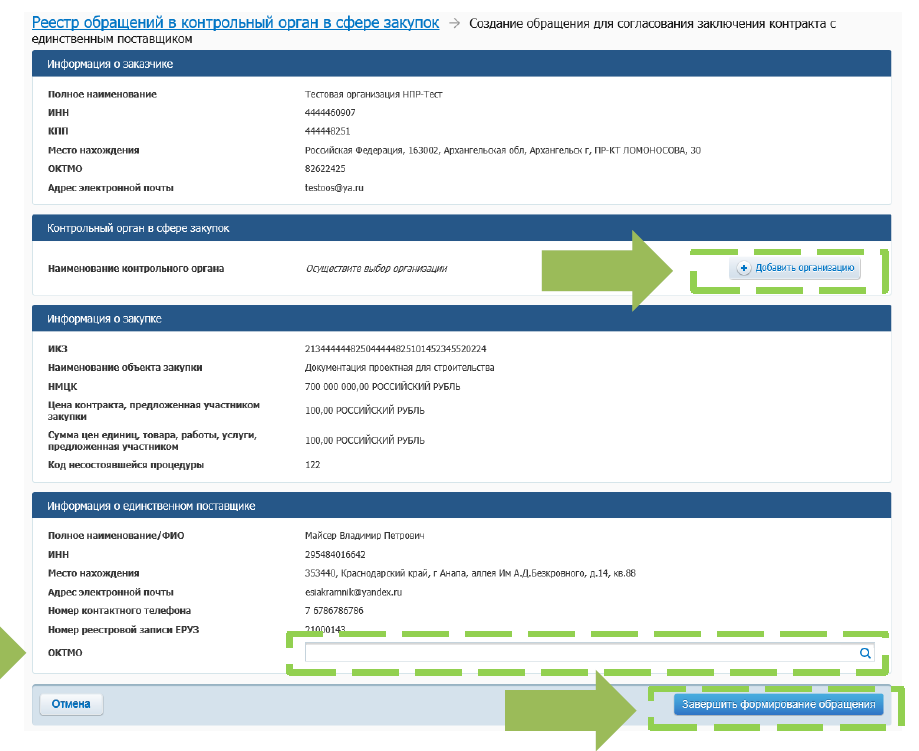 Реестр обращений в контрольный орган в сфере закупок → Создание обращения для согласования заключения контракта с
единственным поставщиком
Информация о заказчике
Полное наименование Тестовая организация НПР-Тест
ИНН 4444460907
КПП 444448251
Место нахождения Российская Федерация, 163002, Архангельская обл, Архангельск г, ПР-КТ ЛОМОНОСОВА, 30
ОКТМО 82622425
Адрес электронной почты testoos@ya.ru
Контрольный орган в сфере закупок
Наименование контрольного органа Осуществите выбор организации Добавить организацию
Информация о закупке
ИКЗ 213444444825044444825101452345520224
Наименование объекта закупки Документация проектная для строительства
НМЦК 700 000 000,00 РОССИЙСКИЙ РУБЛЬ
Цена контракта, предложенная участником
закупки 100,00 РОССИЙСКИЙ РУБЛЬ
Сумма цен единиц, товара, работы, услуги,
предложенная участником 100,00 РОССИЙСКИЙ РУБЛЬ
Код несостоявшейся процедуры 122
Информация о единственном поставщике
Полное наименование/ФИО Майсер Владимир Петрович
ИНН 295484016642
Место нахождения 353440, Краснодарский край, г Анапа, аллея Им А.Д.Безкровного, д.14, кв.88
Адрес электронной почты esiakramnik@yandex.ru
Номер контактного телефона 7 6786786786
Номер реестровой записи ЕРУЗ 21000143
ОКТМО
Отмена Завершить формирование обращения